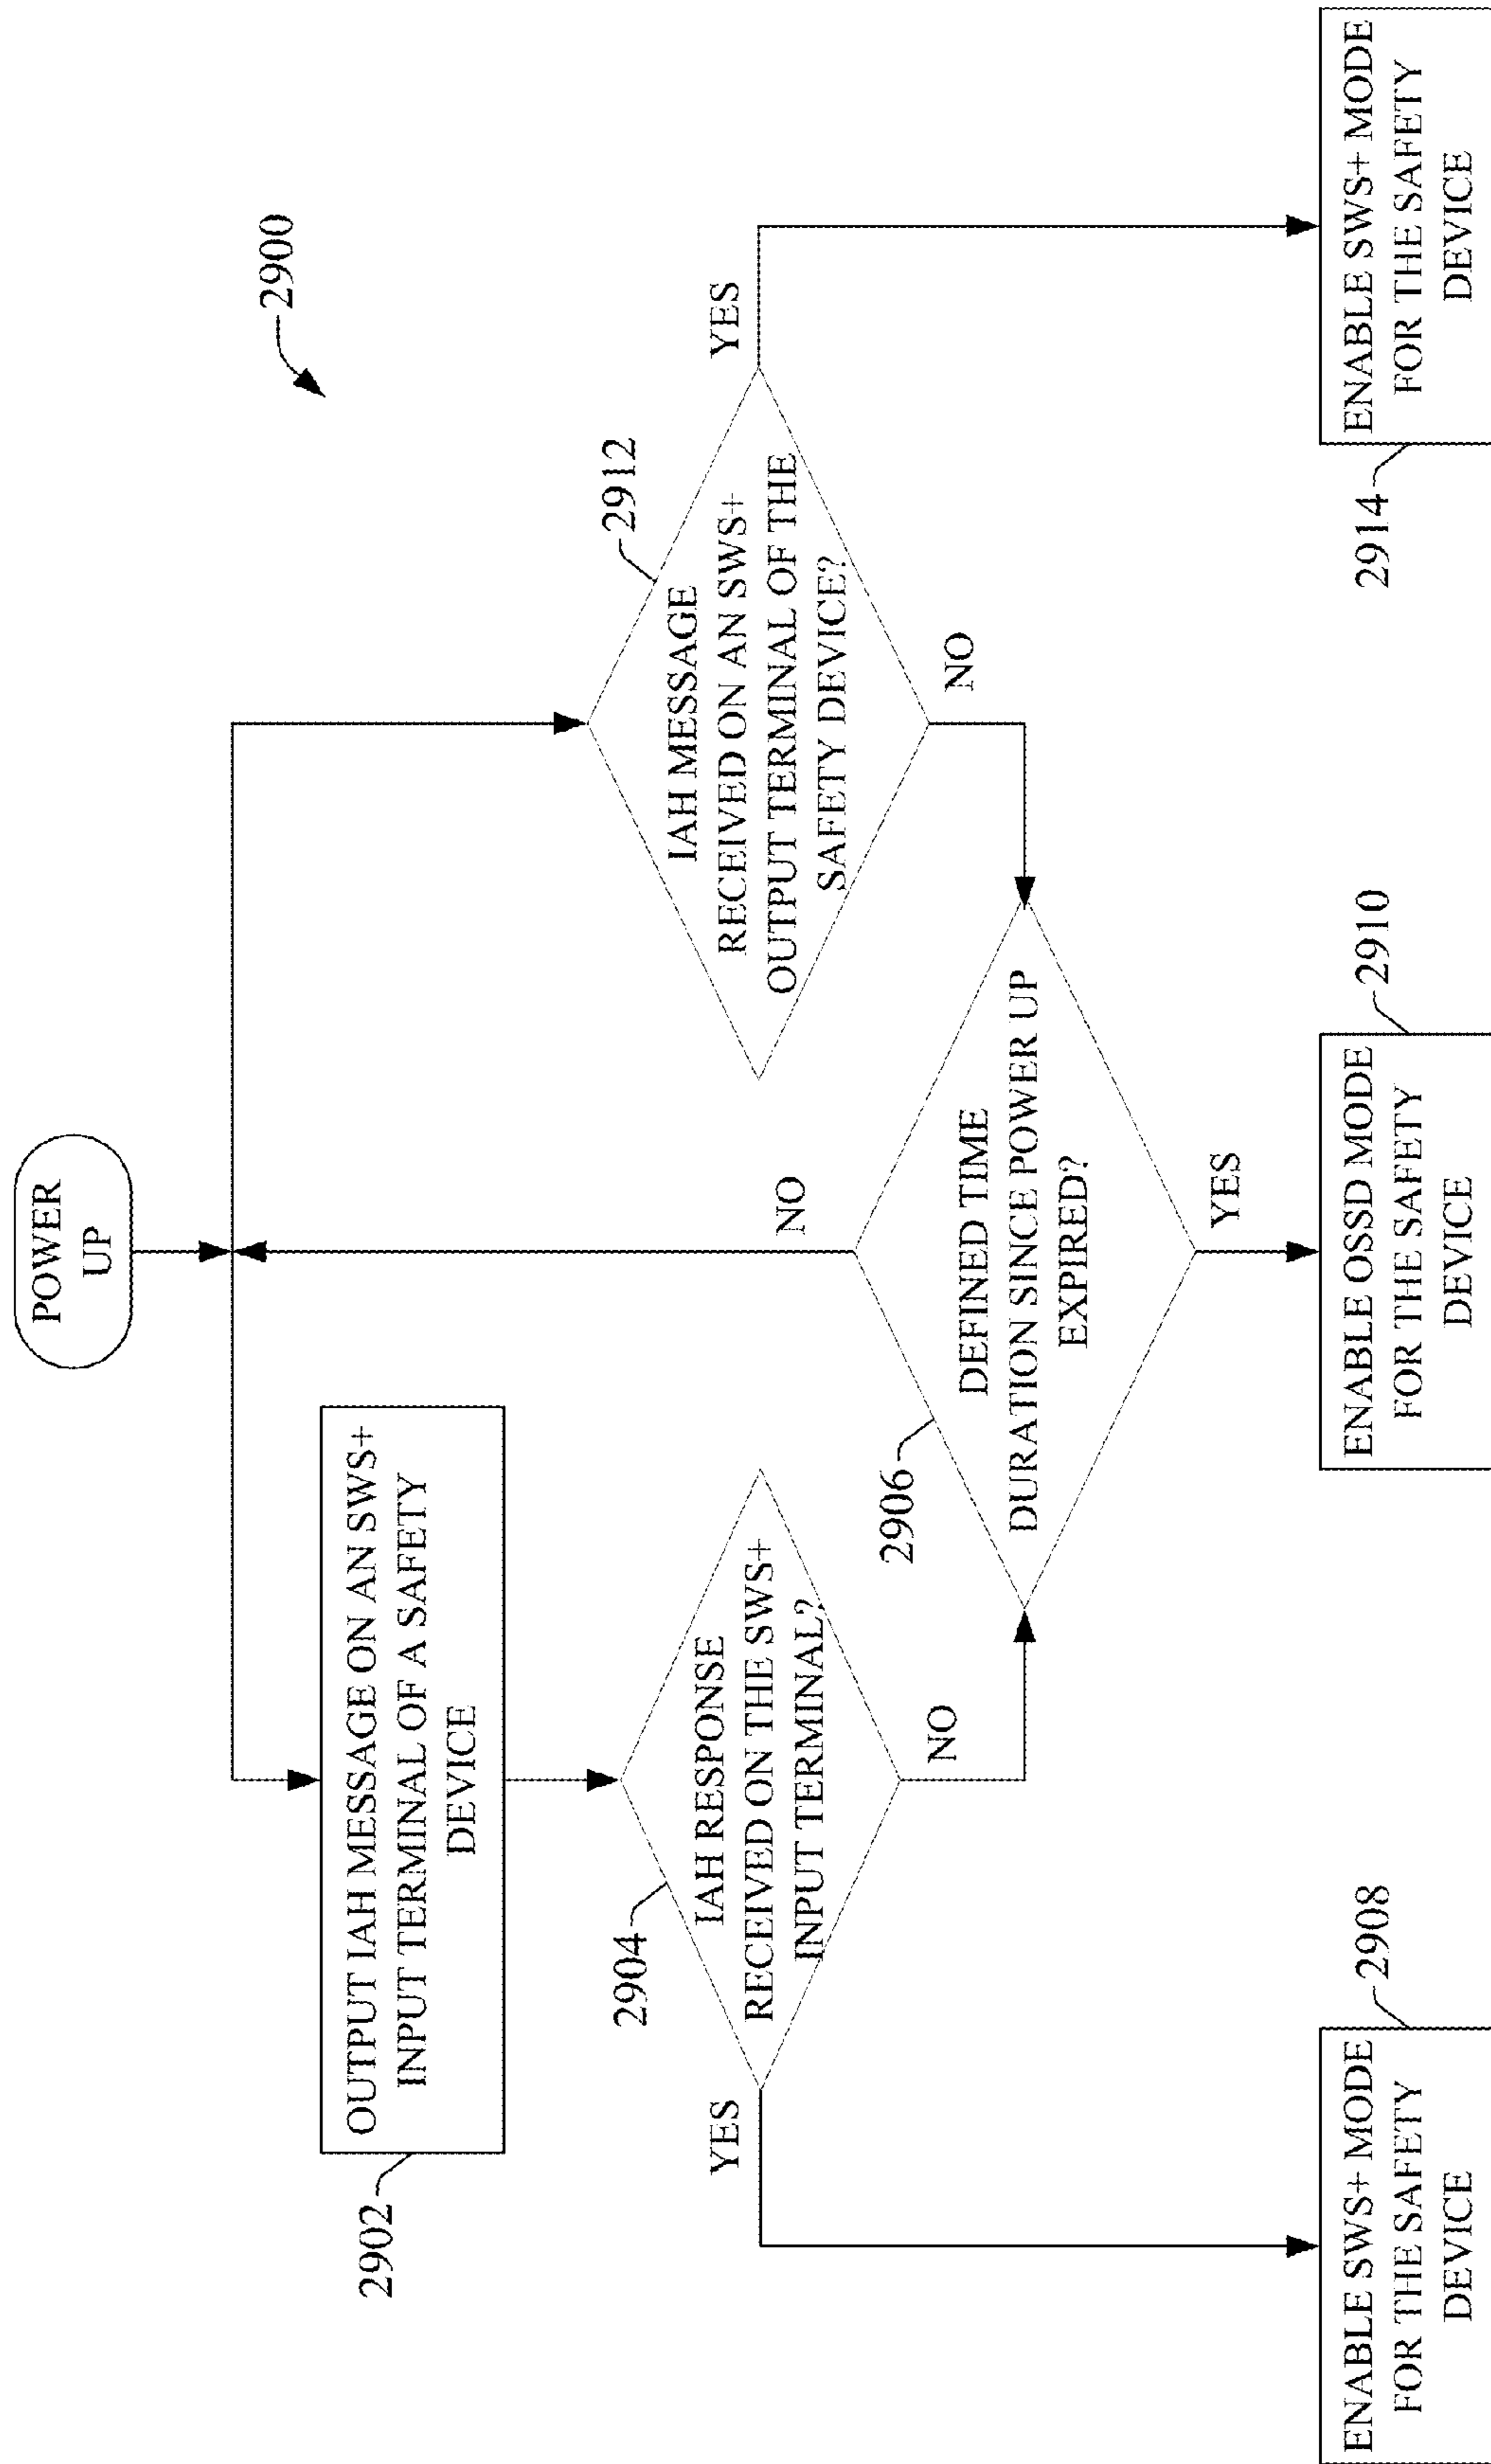 2900
POWER
UP
2902
OUTPUT IAH MESSAGE ON AN SWS+
INPUT TERMINAL OF A SAFETY
DEVICE
2904
IAH RESPONSE
RECEIVED ON THE SWS+
INPUT TERMINAL?
YES
NO
2912
IAH MESSAGE
RECEIVED ON AN SWS+
OUTPUT TERMINAL OF THE
SAFETY DEVICE?
YES
NO
2906
DEFINED TIME
DURATION SINCE POWER UP
EXPIRED?
NO
YES
2908
ENABLE SWS+ MODE
FOR THE SAFETY
DEVICE
2910
ENABLE OSSD MODE
FOR THE SAFETY
DEVICE
2914
ENABLE SWS+ MODE
FOR THE SAFETY
DEVICE